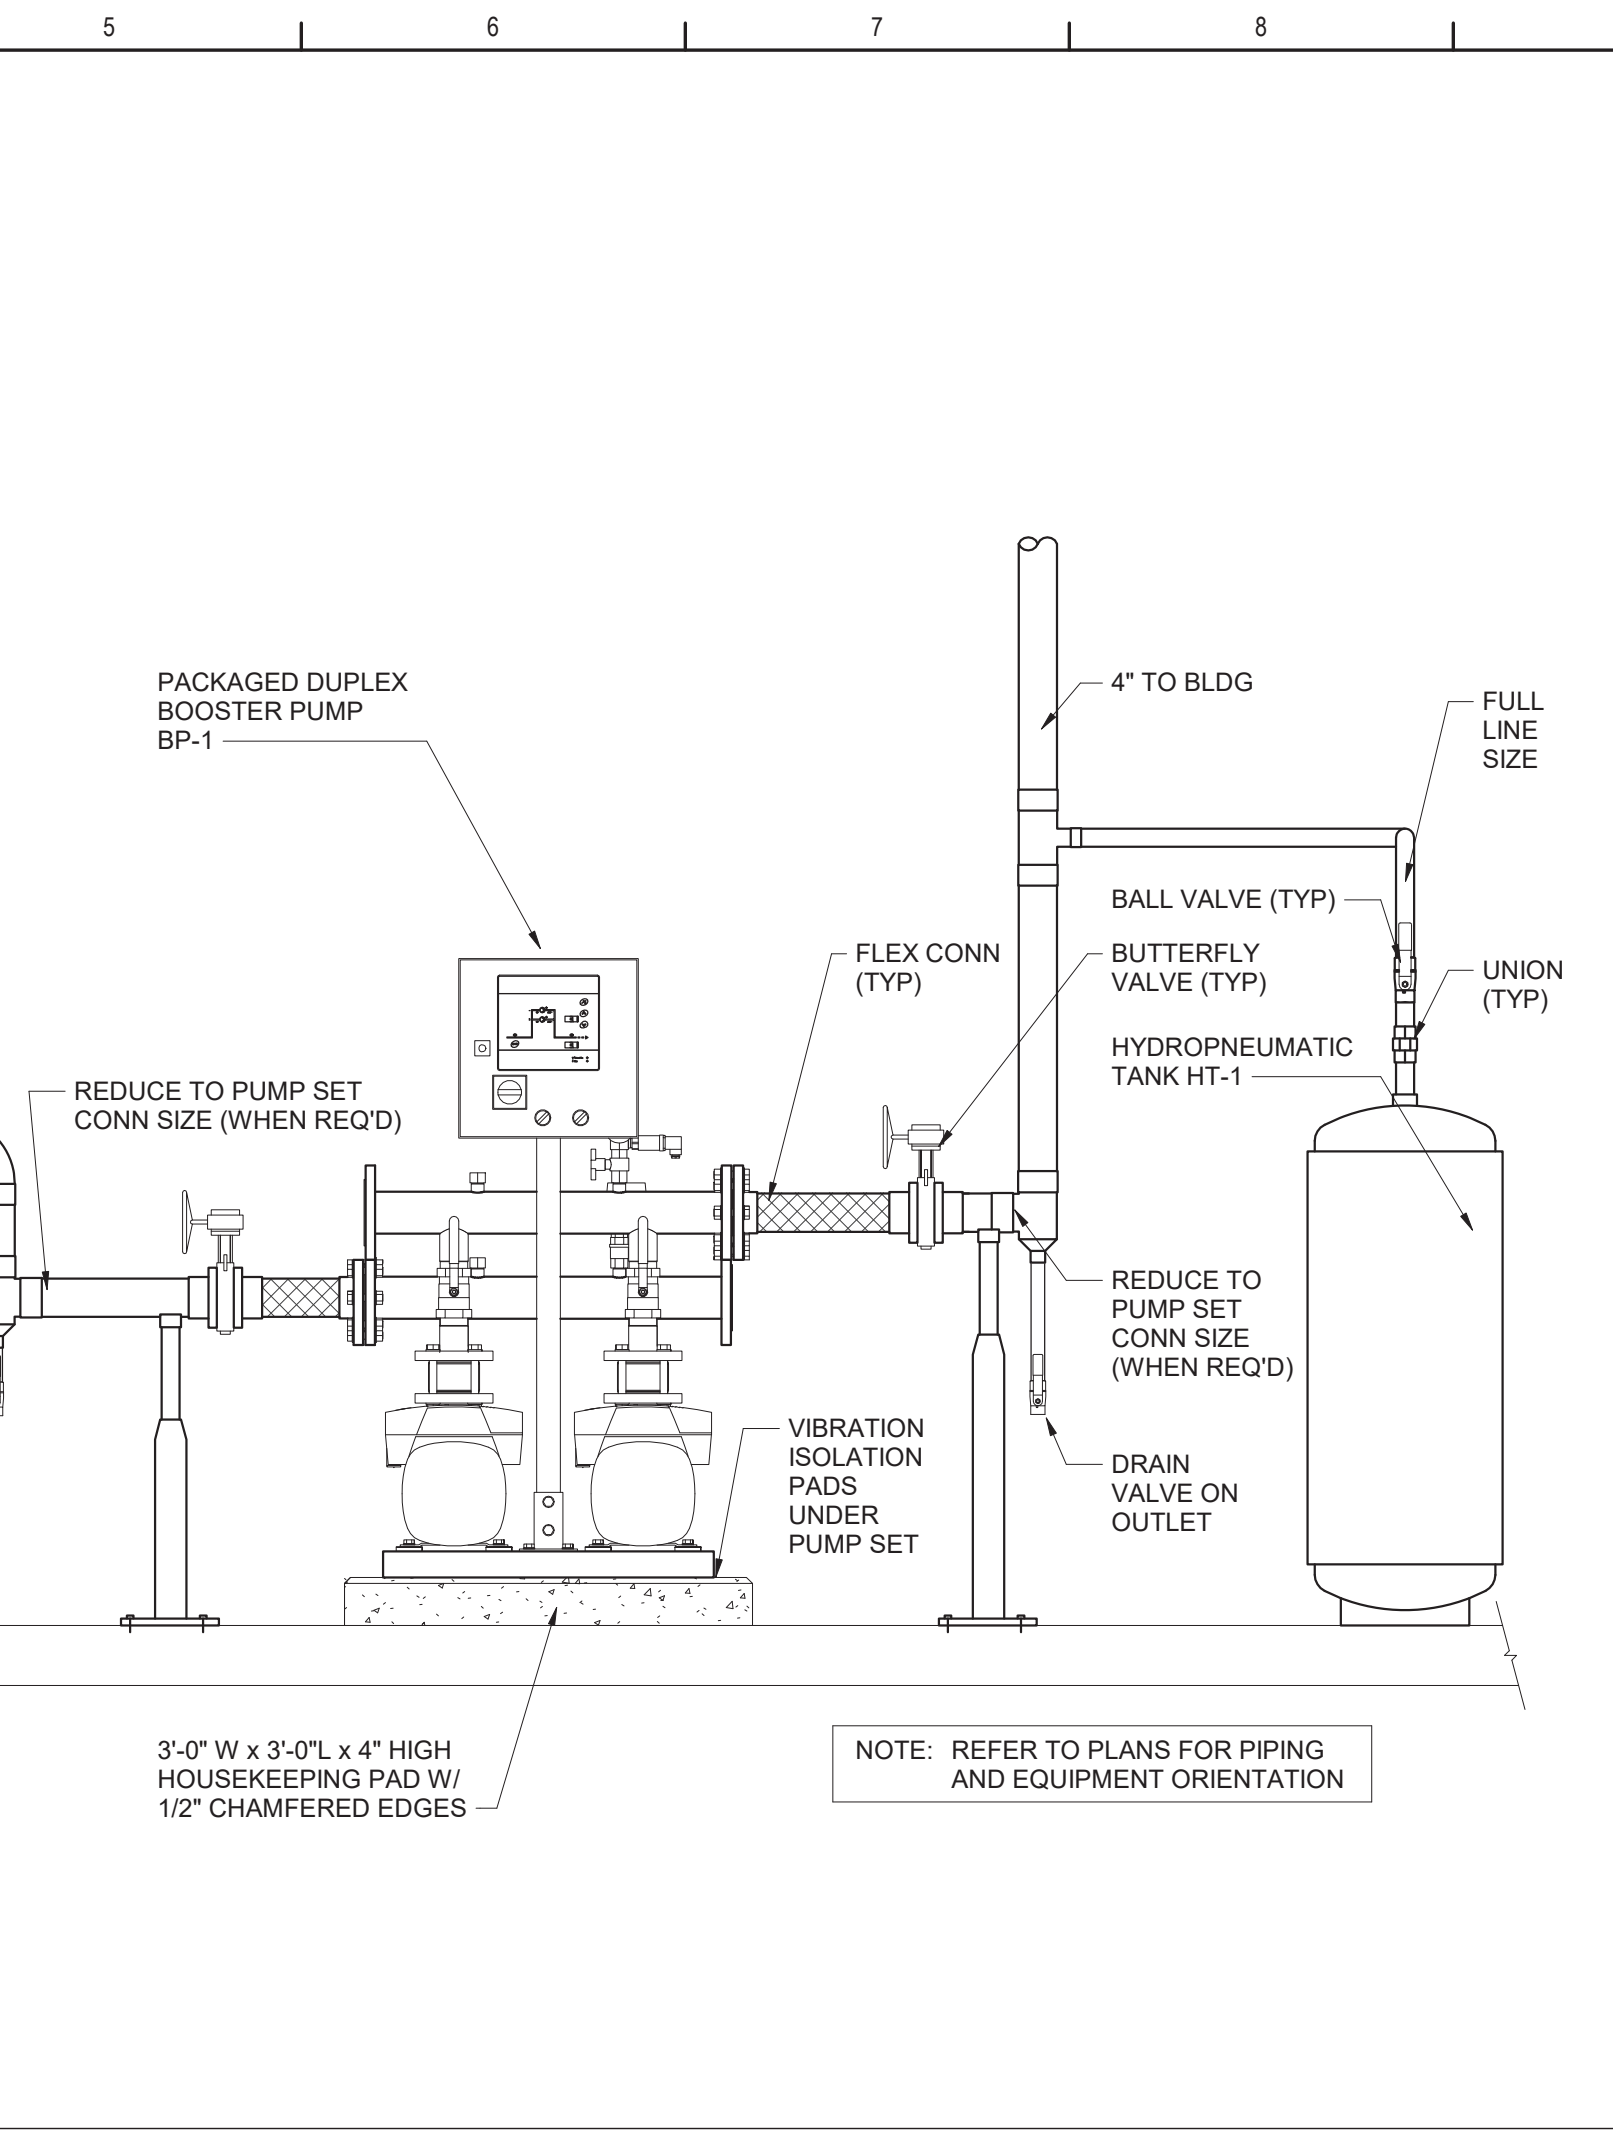 5
6
7
8
PACKAGED DUPLEX
BOOSTER PUMP
BP-1
4" TO BLDG
FULL
LINE
SIZE
BALL VALVE (TYP)
FLEX CONN
(TYP)
BUTTERFLY
VALVE (TYP)
UNION
(TYP)
HYDROPNEUMATIC
TANK HT-1
REDUCE TO PUMP SET
CONN SIZE (WHEN REQ'D)
REDUCE TO
PUMP SET
CONN SIZE
(WHEN REQ'D)
VIBRATION
ISOLATION
PADS
UNDER
PUMP SET
DRAIN
VALVE ON
OUTLET
3'-0" W x 3'-0"L x 4" HIGH
HOUSEKEEPING PAD W/
1/2" CHAMFERED EDGES
NOTE: REFER TO PLANS FOR PIPING
AND EQUIPMENT ORIENTATION